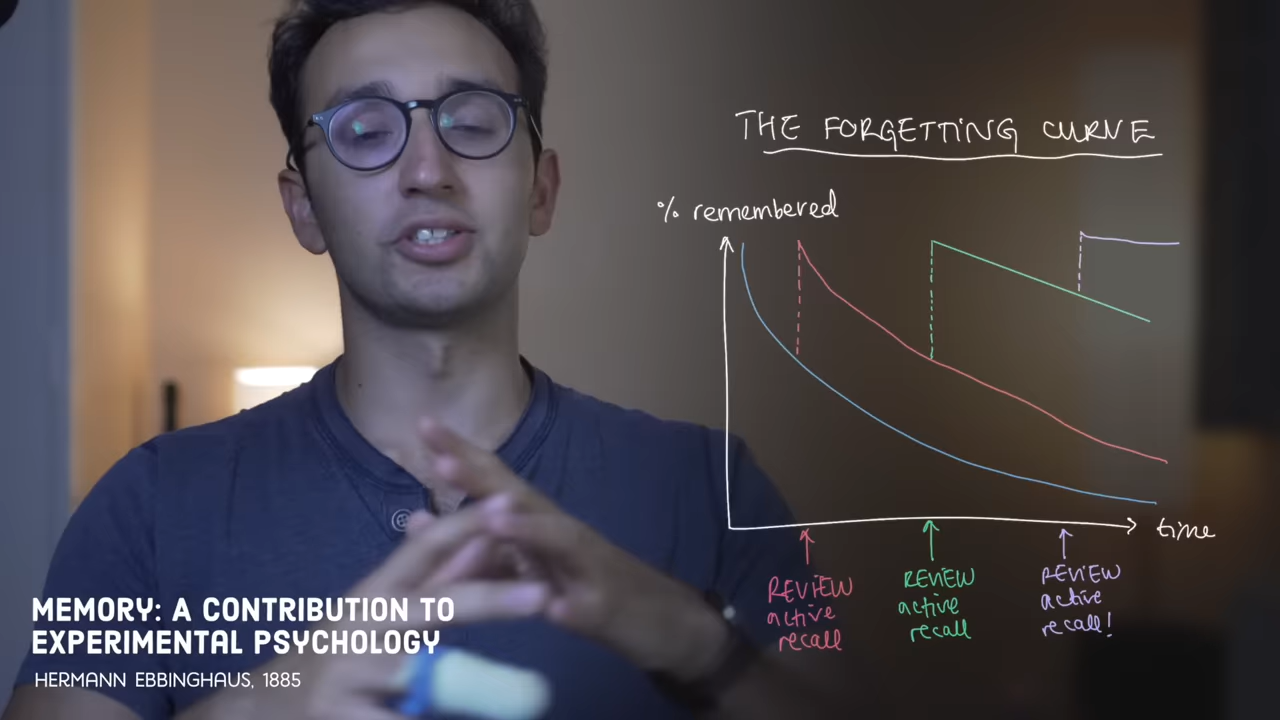 THE FORGETTING CURVE
% remembered
time
REVIEW
active
recall
REVIEW
active
recall
REVIEW
active
recall!
MEMORY: A CONTRIBUTION TO
EXPERIMENTAL PSYCHOLOGY
HERMANN EBBINGHAUS, 1885